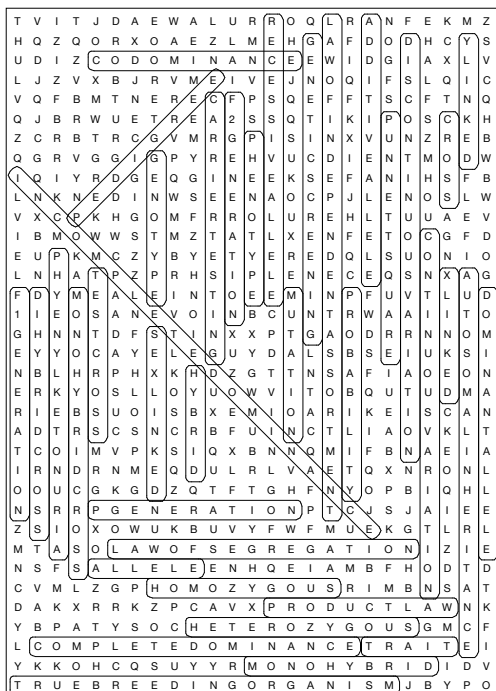 T V I T J D A E W A L U R R O Q L R A N F E K M Z
H Q Z Q O R X O A E Z L M E H G A F D O D H C Y S
U D I Z C O D O M I N A N C E E W I D G I A X L V
L J Z V X B J R V M E I V E J N O Q I F S L Q I C
V Q F B M T N E R E C F P S Q E F F T S C F T N Q
Q J B R W U E T R E A 2 S S Q T I K I P O S C K H
Z C R B T R C G V M R G P I S I N X V U N Z R E B
Q G R V G G I G P Y R E H V U C D I E N T M O D W
I Q I Y R D G E Q G I N E E K S E F A N I H S F B
L N K N E D I N W S E E N A O C P J L E N O S L W
V X C P K H G O M F R R O L U R E H L T U U A E V
I B M O W W S T M Z T A T L X E N F E T O C G F D
E U P K M C Z Y B Y E T Y E R E D Q L S U O N I O
L N H A T P Z P R H S I P L E N E C E Q S N X A G
F D Y M E A L E I N T O E E M I N P F U V T L U D
1 I E O S A N E V O I N B C U N T R W A A I I T O
G H N N T D F S T I N X X P T G A O D R R N N O M
E Y Y O C A Y E L E G U Y D A L S B S E I U K S I
N B L H R P H X K H D Z G T T N S A F I A O E O N
E R K Y O S L L O Y U O W V I T O B Q U T U D M A
R I E B S U O I S B X E M I O A R I K E I S C A N
A D T R S C S N C R B F U I N C T L I A O V K L T
T C O I M V P K S I Q X B N N Q M I F B N A E I A
I R N D R N M E Q D U L R L V A E T Q X N R O N L
O O U C G K G D Z Q T F T G H F N Y O P B I Q H L
N S R R P G E N E R A T I O N P T C J S J A I E E
Z S I O X O W U K B U V Y F W F M U E K G T L R L
M T A S O L A W O F S E G R E G A T I O N I Z I E
N S F S A L L E L E E N H Q E I A M B F H O D T D
C V M L Z G P H O M O Z Y G O U S R I M B N S A T
D A K X R R K Z P C A V X P R O D U C T L A W N K
Y B P A T Y S O C H E T E R O Z Y G O U S G M C F
L C O M P L E T E D O M I N A N C E T R A I T E I
Y K K O H C Q S U Y Y R M O N O H Y B R I D I D V
T R U E B R E E D I N G O R G A N I S M J B Y P O